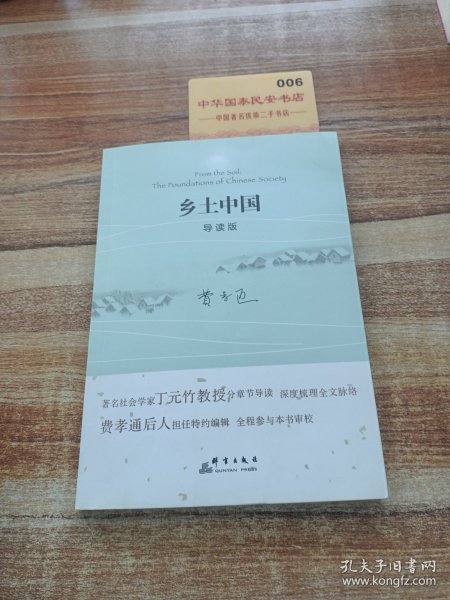 006
中华国泰民安书店
中国著名优质二手书店
From the Soil:
The Foundations of Chinese Society
乡土中国
导读版
费孝通
著名社会学家丁元竹教授分章节导读 深度梳理全文脉络
费孝通后人担任特约编辑 全程参与本书审校
群言出版社
QUNYAN PRESS
孔夫子旧书网
www.kongfz.com